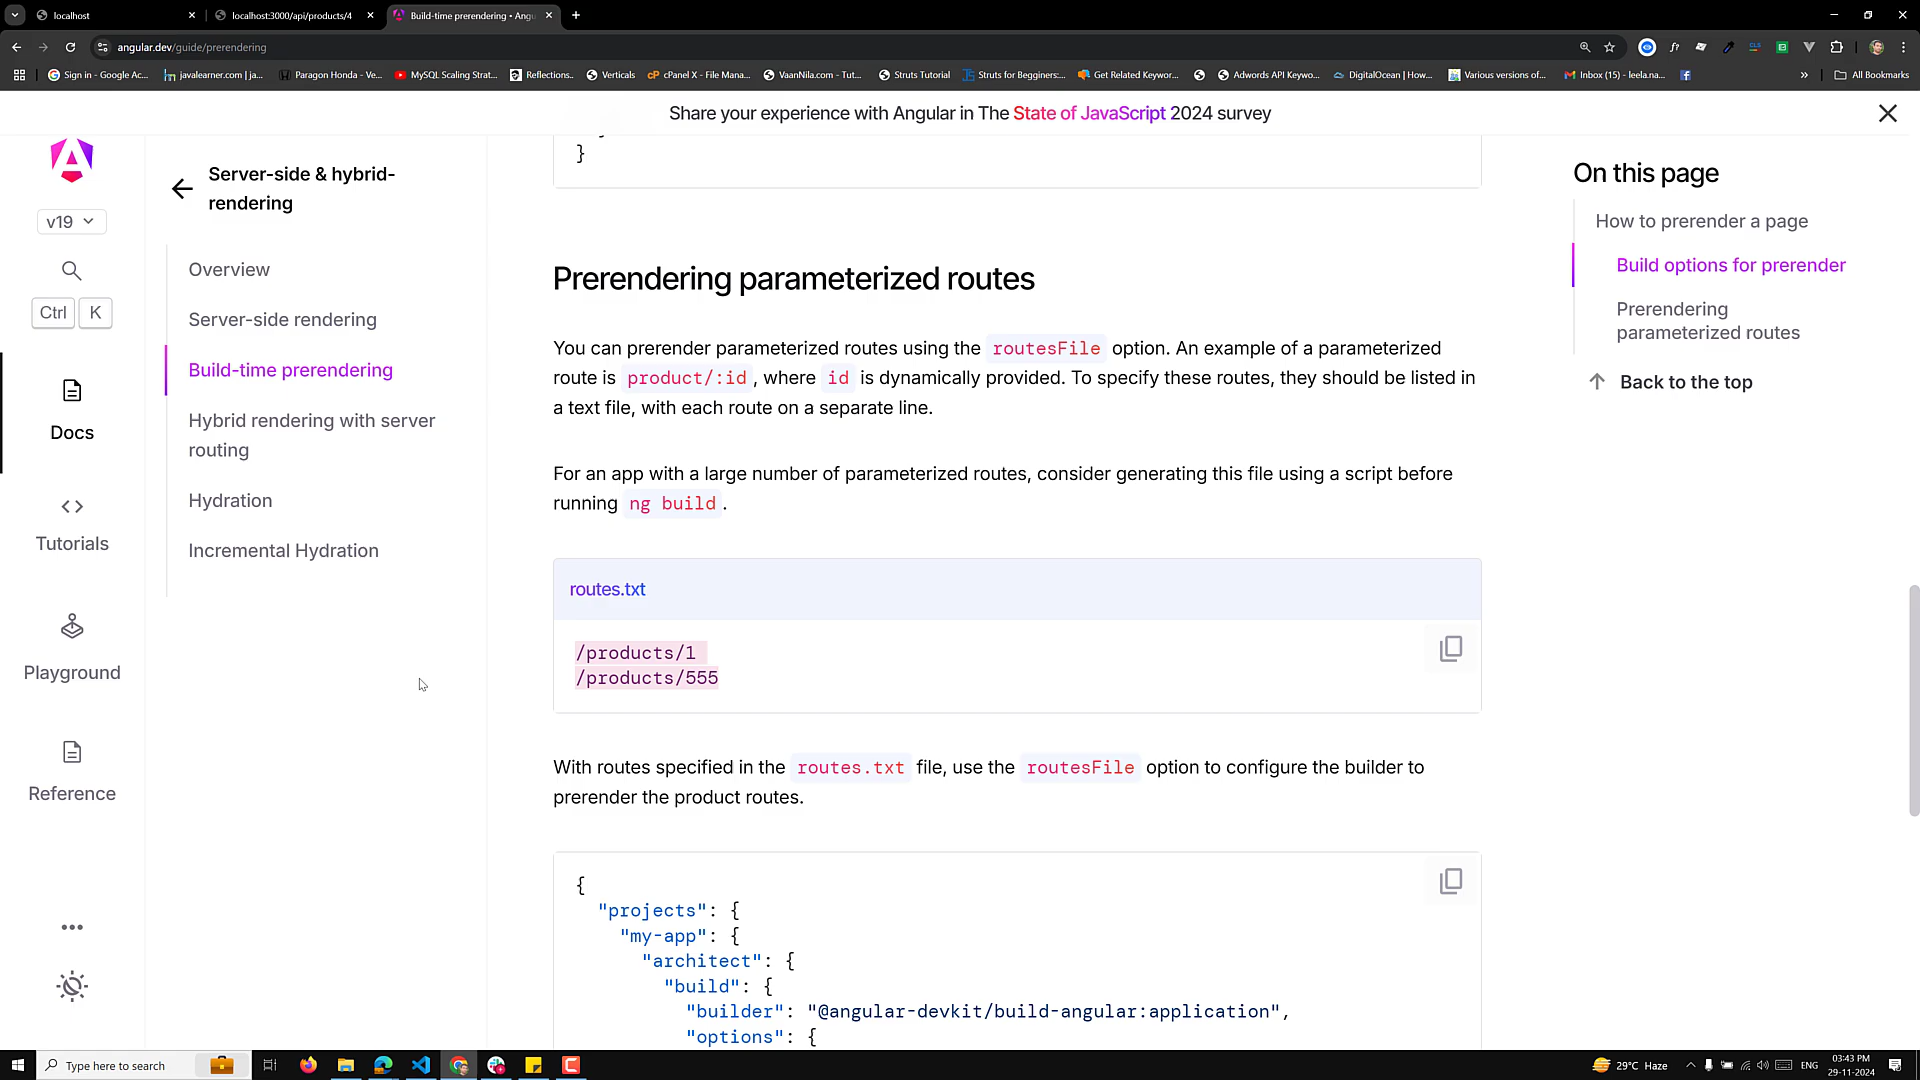 localhost
localhost:3000/api/products/4
Build-time prerendering • Angu
angular.dev/guide/prerendering
Sign in - Google Ac...
javalearner.com | ja...
Paragon Honda - Ve...
MySQL Scaling Strat...
Reflections..
Verticals
cPanel X - File Mana...
VaanNila.com - Tut...
Struts Tutorial
Struts for Begginers:...
Get Related Keywor...
Adwords API Keywo...
DigitalOcean | How...
Various versions of...
Inbox (15) - leela.na...
All Bookmarks
Share your experience with Angular in The State of JavaScript 2024 survey
v19
Ctrl K
Docs
Tutorials
Playground
Reference
Server-side & hybrid-
rendering
Overview
Server-side rendering
Build-time prerendering
Hybrid rendering with server
routing
Hydration
Incremental Hydration
}
Prerendering parameterized routes
You can prerender parameterized routes using the routesFile option. An example of a parameterized
route is product/:id, where id is dynamically provided. To specify these routes, they should be listed in
a text file, with each route on a separate line.
For an app with a large number of parameterized routes, consider generating this file using a script before
running ng build.
routes.txt
/products/1
/products/555
With routes specified in the routes.txt file, use the routesFile option to configure the builder to
prerender the product routes.
{
"projects": {
"my-app": {
"architect": {
"build": {
"builder": "@angular-devkit/build-angular:application",
"options": {
On this page
How to prerender a page
Build options for prerender
Prerendering
parameterized routes
Back to the top
Type here to search
29°C Haze
ENG
03:43 PM
29-11-2024